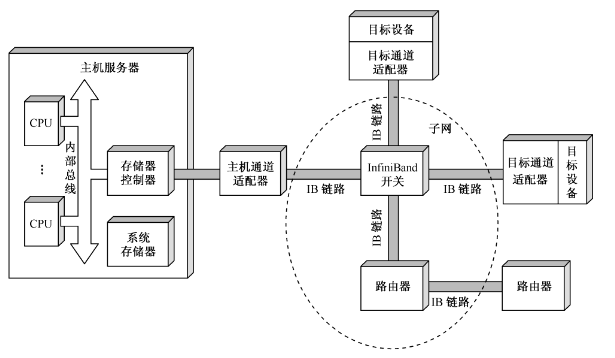 目标设备
目标通道
适配器
主机服务器
CPU
⋮
CPU
内部总线
存储器
控制器
系统
存储器
主机通道
适配器
IB 链路
IB 链路
子网
InfiniBand
开关
IB 链路
目标通道
适配器
目标设备
IB 链路
路由器
IB 链路
路由器